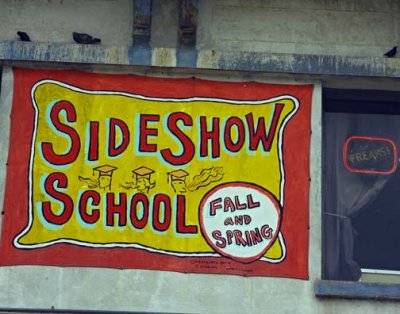 SIDESHOW
SCHOOL
FALL
AND
SPRING
FREAKS!